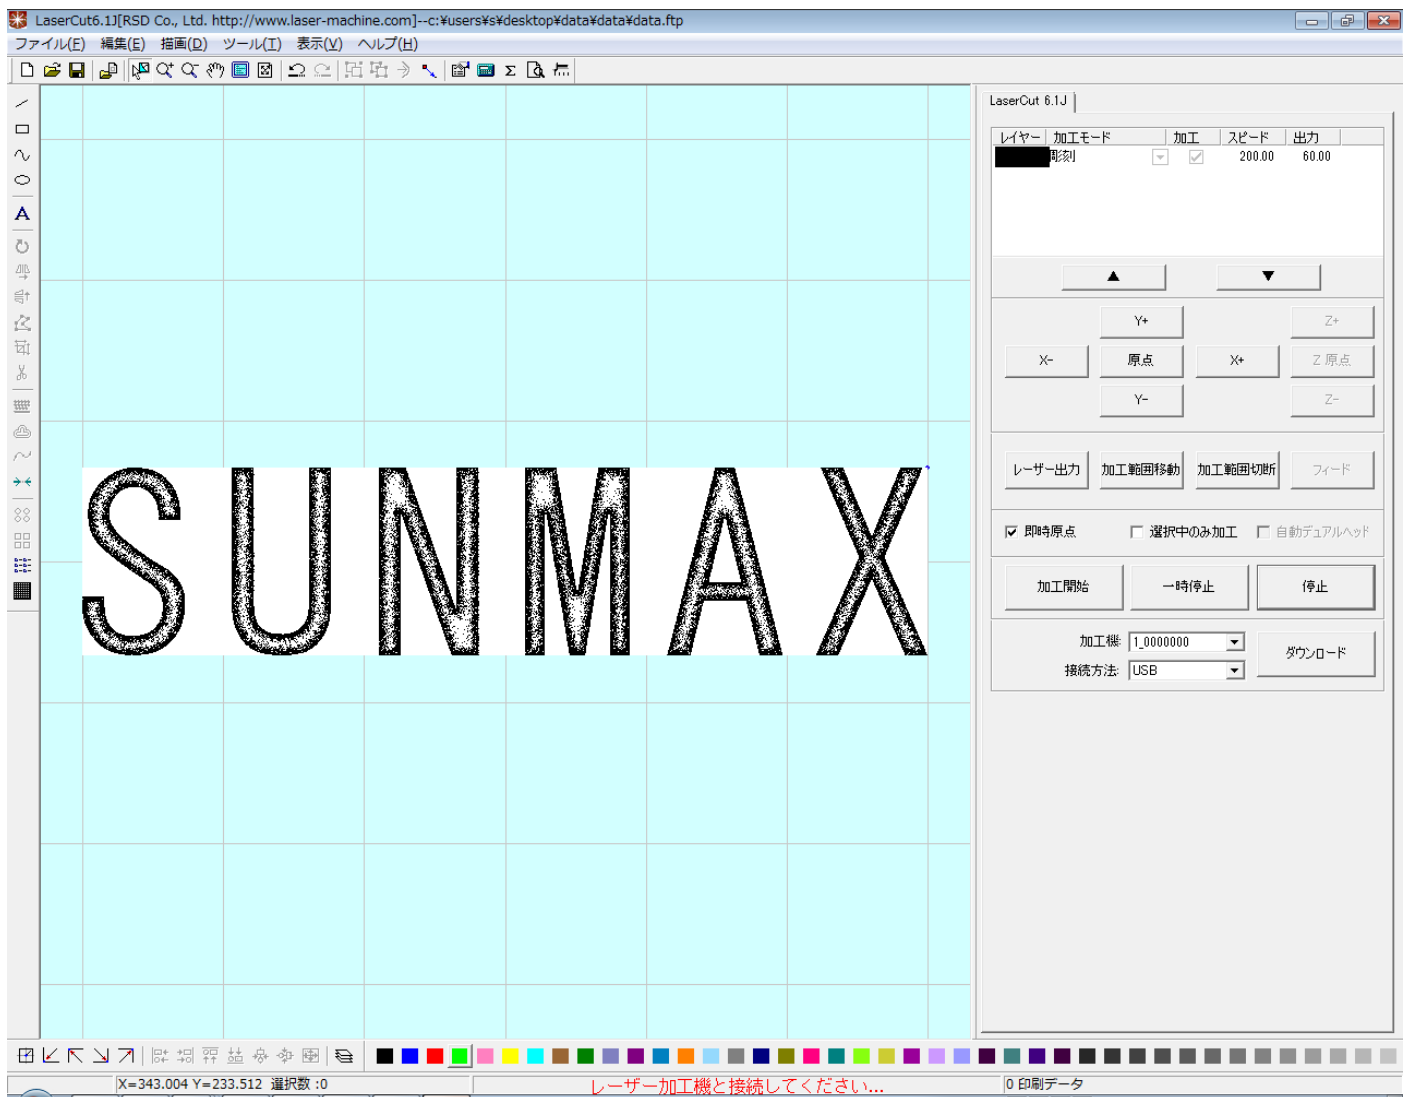 LaserCut6.1J[RSD Co., Ltd. http://www.laser-machine.com]--c:¥users¥s¥desktop¥data¥data¥data.ftp
ファイル(F) 編集(E) 描画(D) ツール(T) 表示(V) ヘルプ(H)
LaserCut 6.1J
レイヤー 加工モード 加工 スピード 出力
彫刻 200.00 60.00
▲ ▼
Y+ Z+
X- 原点 X+ Z 原点
Y- Z-
レーザー出力 加工範囲移動 加工範囲切断 フィード
即時原点 選択中のみ加工 自動デュアルヘッド
加工開始 一時停止 停止
加工機: 1_0000000
ダウンロード
接続方法: USB
SUNMAX
X=343.004 Y=233.512 選択数 :0 レーザー加工機と接続してください... 0 印刷データ